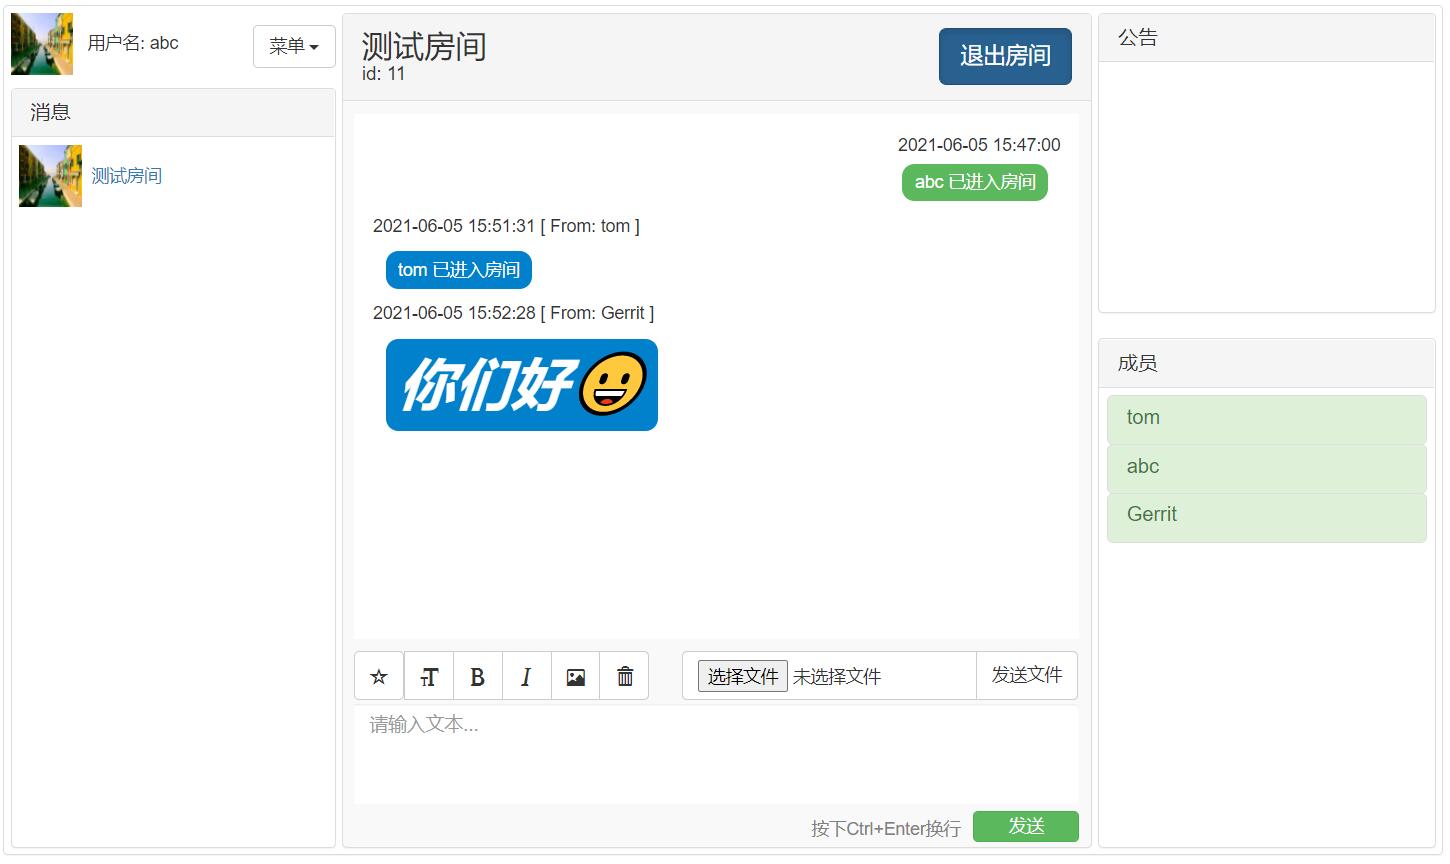 用户名: abc
菜单
消息
测试房间
测试房间
id: 11
退出房间
2021-06-05 15:47:00
abc 已进入房间
2021-06-05 15:51:31 [ From: tom ]
tom 已进入房间
2021-06-05 15:52:28 [ From: Gerrit ]
你们好😀
选择文件 未选择文件
发送文件
请输入文本...
按下Ctrl+Enter换行
发送
公告
成员
tom
abc
Gerrit